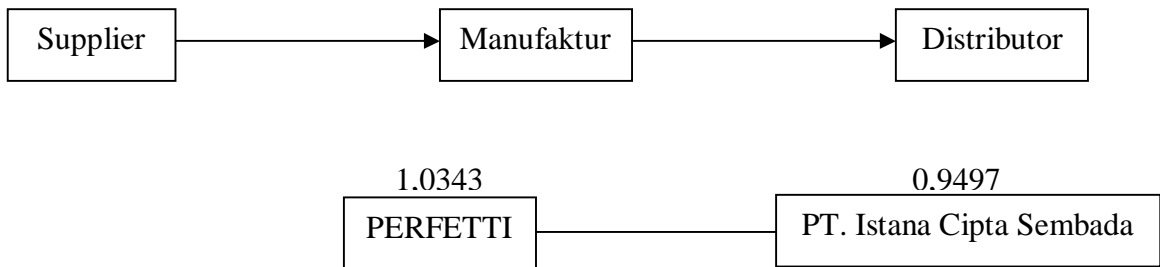 Supplier Manufaktur Distributor
1,0343 0,9497
PERFETTI PT. Istana Cipta Sembada